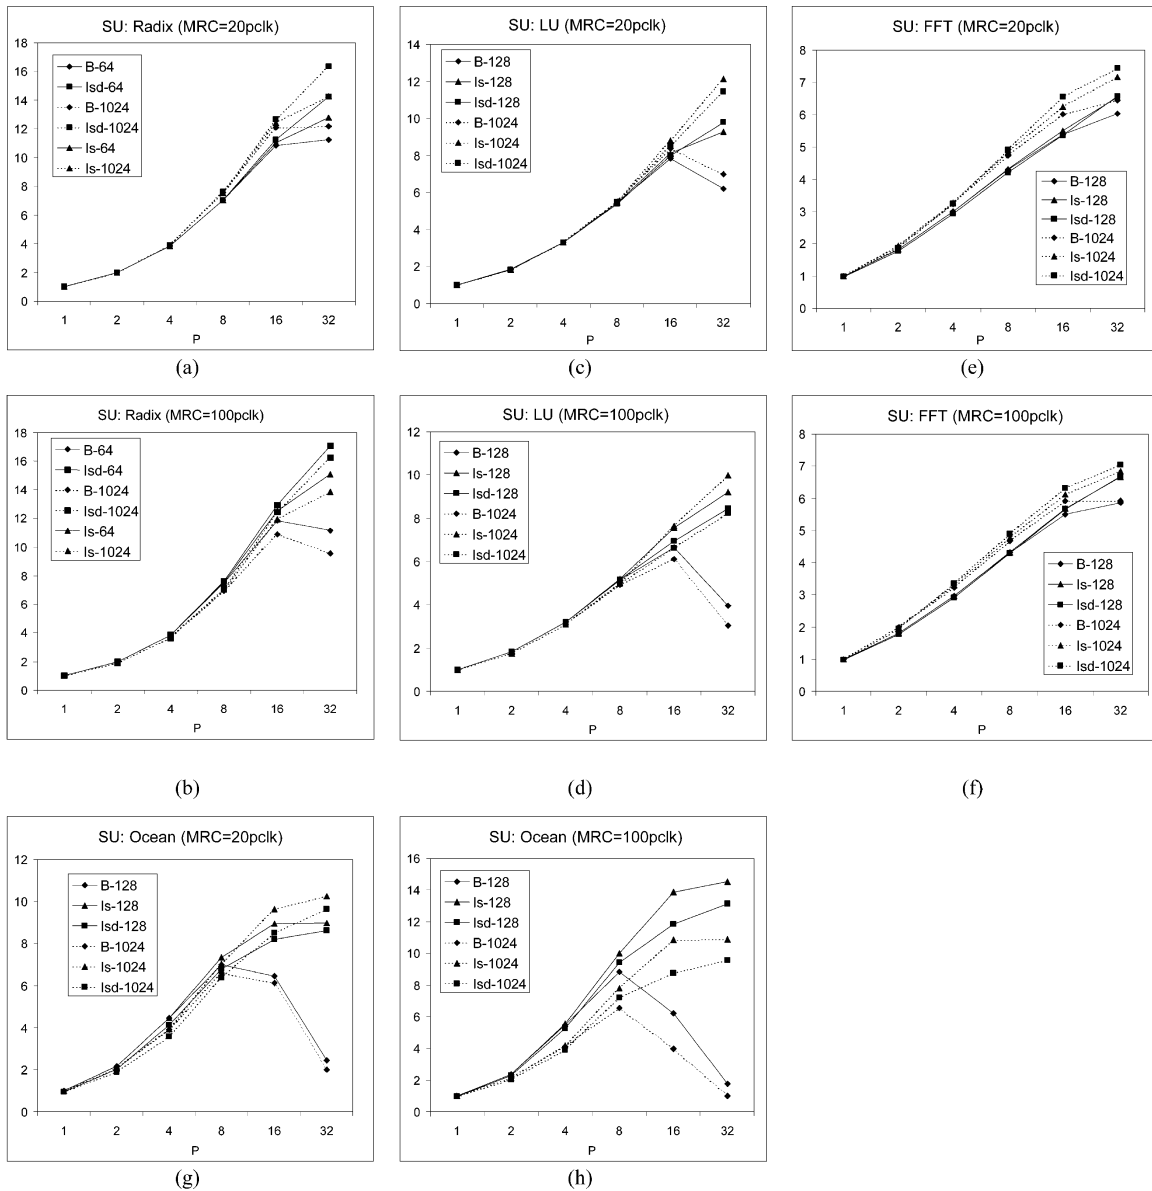 SU: Radix (MRC=20pclk)
18
16
14
12
10
8
6
4
2
0
B-64
Isd-64
B-1024
Isd-1024
Is-64
Is-1024
1 2 4 8 16 32
P
(a)
SU: LU (MRC=20pclk)
14
12
10
8
6
4
2
0
B-128
Is-128
Isd-128
B-1024
Is-1024
Isd-1024
1 2 4 8 16 32
P
(c)
SU: FFT (MRC=20pclk)
8
7
6
5
4
3
2
1
0
B-128
Is-128
Isd-128
B-1024
Is-1024
Isd-1024
1 2 4 8 16 32
P
(e)
SU: Radix (MRC=100pclk)
18
16
14
12
10
8
6
4
2
0
B-64
Isd-64
B-1024
Isd-1024
Is-64
Is-1024
1 2 4 8 16 32
P
(b)
SU: LU (MRC=100pclk)
12
10
8
6
4
2
0
B-128
Is-128
Isd-128
B-1024
Is-1024
Isd-1024
1 2 4 8 16 32
P
(d)
SU: FFT (MRC=100pclk)
8
7
6
5
4
3
2
1
0
B-128
Is-128
Isd-128
B-1024
Is-1024
Isd-1024
1 2 4 8 16 32
P
(f)
SU: Ocean (MRC=20pclk)
12
10
8
6
4
2
0
B-128
Is-128
Isd-128
B-1024
Is-1024
Isd-1024
1 2 4 8 16 32
P
(g)
SU: Ocean (MRC=100pclk)
16
14
12
10
8
6
4
2
0
B-128
Is-128
Isd-128
B-1024
Is-1024
Isd-1024
1 2 4 8 16 32
P
(h)